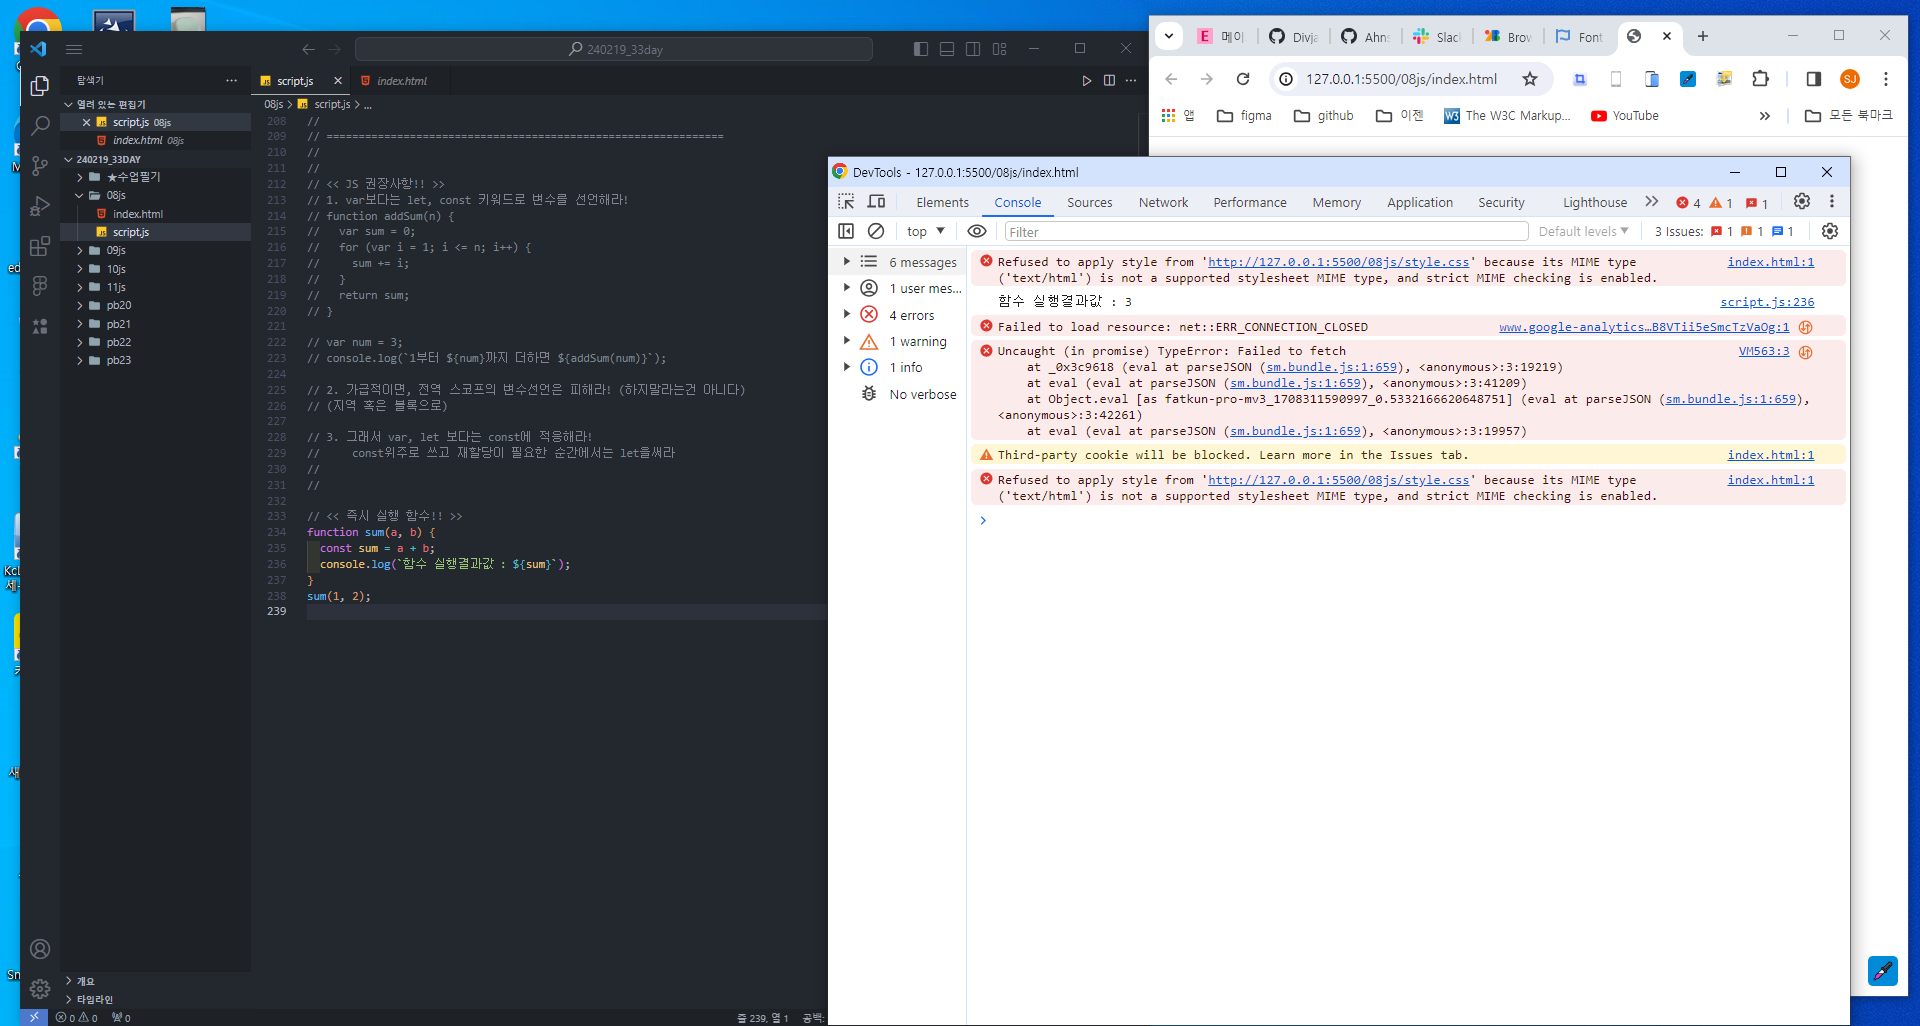 240219_33day
탐색기
열려 있는 편집기
script.js 08js
index.html 08js
240219_33DAY
★수업필기
08js
index.html
script.js
09js
10js
11js
pb20
pb21
pb22
pb23
개요
타임라인
script.js
index.html
08js > script.js > ...
208 //
209 // ==============================================================
210 //
211 //
212 // << JS 권장사항!! >>
213 // 1. var보다는 let, const 키워드로 변수를 선언해라!
214 // function addSum(n) {
215 //   var sum = 0;
216 //   for (var i = 1; i <= n; i++) {
217 //     sum += i;
218 //   }
219 //   return sum;
220 // }
221
222 // var num = 3;
223 // console.log(`1부터 ${num}까지 더하면 ${addSum(num)}`);
224
225 // 2. 가급적이면, 전역 스코프의 변수선언은 피해라! (하지말라는건 아니다)
226 // (지역 혹은 블록으로)
227
228 // 3. 그래서 var, let 보다는 const에 적응해라!
229 //    const위주로 쓰고 재할당이 필요한 순간에서는 let을써라
230 //
231 //
232
233 // << 즉시 실행 함수!! >>
234 function sum(a, b) {
235   const sum = a + b;
236   console.log(`함수 실행결과값 : ${sum}`);
237 }
238 sum(1, 2);
239
0 0 0
줄 239, 열 1 공백:
메이
Divja
Ahn
Slac
Brow
Font
127.0.0.1:5500/08js/index.html
SJ
앱
figma
github
이젠
The W3C Markup...
YouTube
모든 북마크
DevTools - 127.0.0.1:5500/08js/index.html
Elements Console Sources Network Performance Memory Application Security Lighthouse 4 1 1
top Filter Default levels 3 Issues: 1 1 1
6 messages
1 user mes...
4 errors
1 warning
1 info
No verbose
Refused to apply style from 'http://127.0.0.1:5500/08js/style.css' because its MIME type index.html:1
('text/html') is not a supported stylesheet MIME type, and strict MIME checking is enabled.
함수 실행결과값 : 3 script.js:236
Failed to load resource: net::ERR_CONNECTION_CLOSED www.google-analytics…B8VTii5eSmcTzVaOg:1
Uncaught (in promise) TypeError: Failed to fetch VM563:3
at _0x3c9618 (eval at parseJSON (sm.bundle.js:1:659), <anonymous>:3:19219)
at eval (eval at parseJSON (sm.bundle.js:1:659), <anonymous>:3:41209)
at Object.eval [as fatkun-pro-mv3_1708311590997_0.5332166620648751] (eval at parseJSON (sm.bundle.js:1:659),
<anonymous>:3:42261)
at eval (eval at parseJSON (sm.bundle.js:1:659), <anonymous>:3:19957)
Third-party cookie will be blocked. Learn more in the Issues tab. index.html:1
Refused to apply style from 'http://127.0.0.1:5500/08js/style.css' because its MIME type index.html:1
('text/html') is not a supported stylesheet MIME type, and strict MIME checking is enabled.